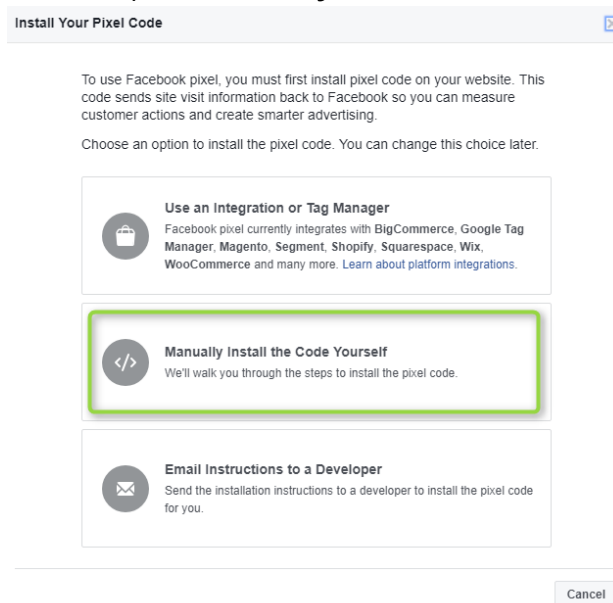 Install Your Pixel Code
To use Facebook pixel, you must first install pixel code on your website. This
code sends site visit information back to Facebook so you can measure
customer actions and create smarter advertising.
Choose an option to install the pixel code. You can change this choice later.
Use an Integration or Tag Manager
Facebook pixel currently integrates with BigCommerce, Google Tag
Manager, Magento, Segment, Shopify, Squarespace, Wix,
WooCommerce and many more. Learn about platform integrations.
</>
Manually Install the Code Yourself
We'll walk you through the steps to install the pixel code.
Email Instructions to a Developer
Send the installation instructions to a developer to install the pixel code
for you.
Cancel